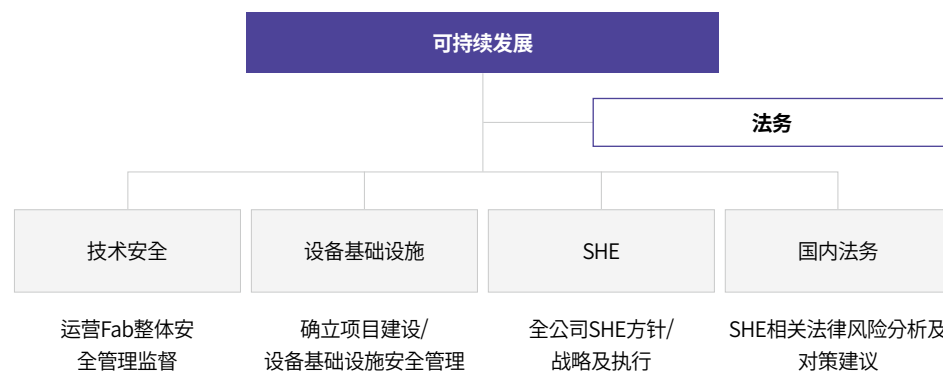 可持续发展
法务
技术安全
设备基础设施
SHE
国内法务
运营Fab整体安
全管理监督
确立项目建设/
设备基础设施安全管理
全公司SHE方针/
战略及执行
SHE相关法律风险分析及
对策建议